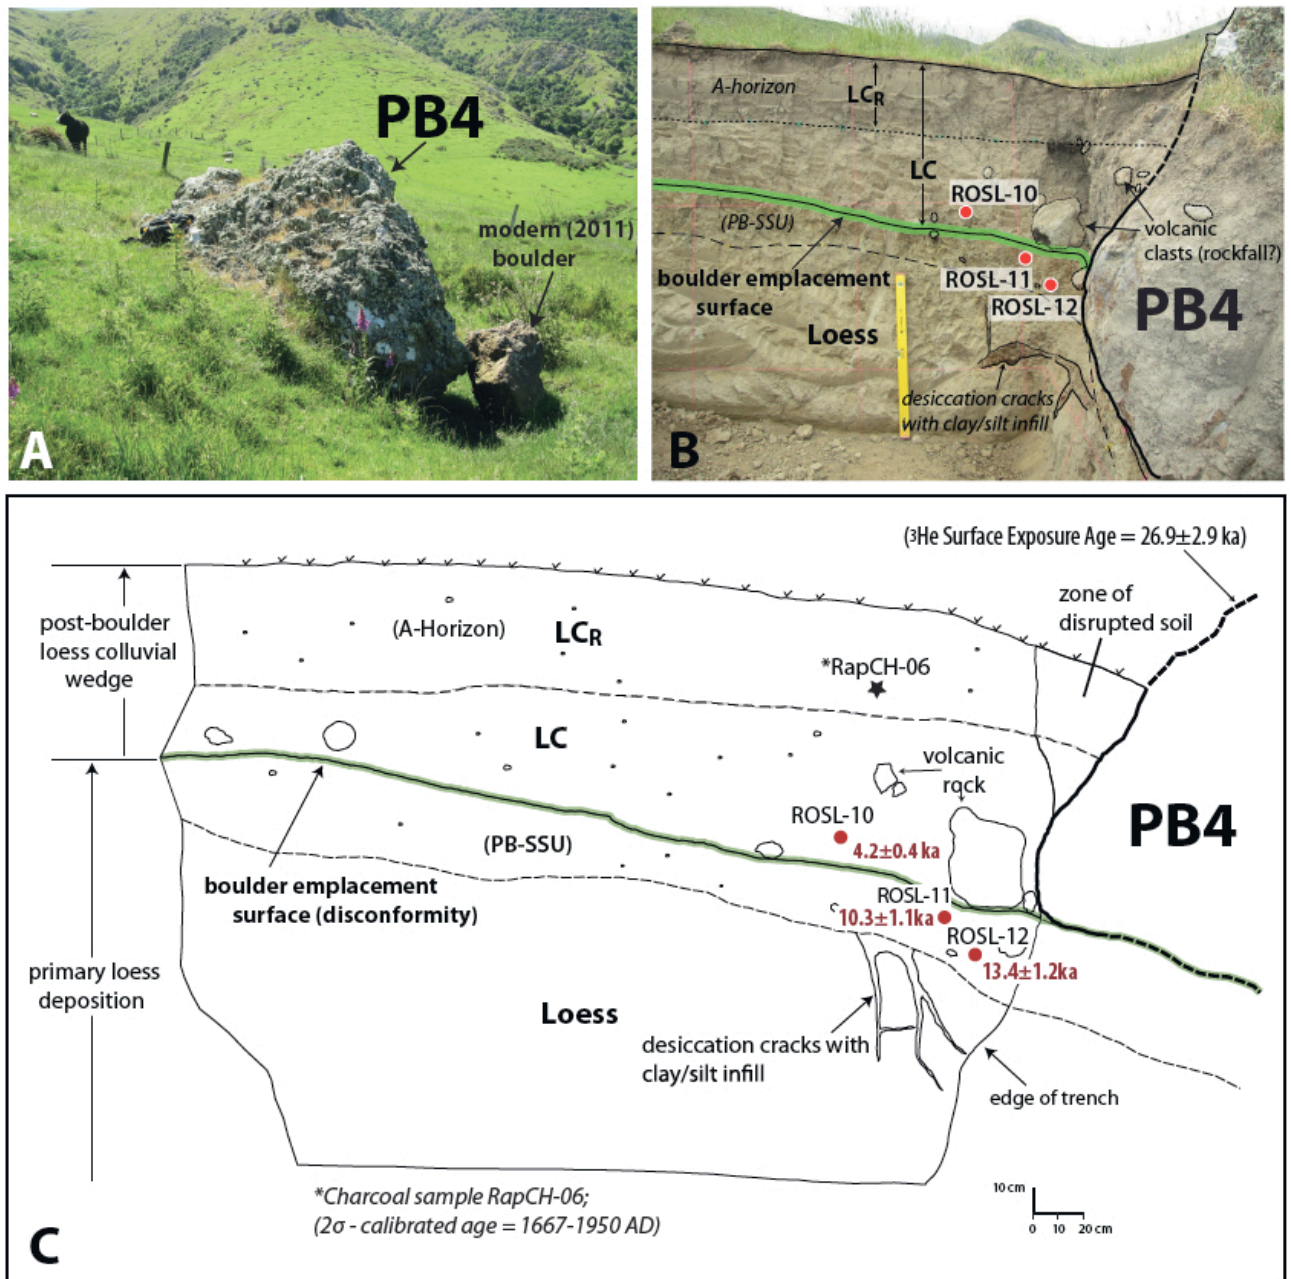 PB4
modern (2011)
boulder
A
A-horizon
LCR
LC
ROSL-10
(PB-SSU)
volcanic
clasts (rockfall?)
boulder emplacement
surface
ROSL-11
ROSL-12
PB4
Loess
desiccation cracks
with clay/silt infill
B
(3He Surface Exposure Age = 26.9±2.9 ka)
zone of
disrupted soil
post-boulder
loess colluvial
wedge
(A-Horizon)
LCR
*RapCH-06
LC
volcanic
rock
ROSL-10
4.2±0.4 ka
PB4
(PB-SSU)
boulder emplacement
surface (disconformity)
ROSL-11
10.3±1.1ka
ROSL-12
13.4±1.2ka
primary loess
deposition
Loess
desiccation cracks with
clay/silt infill
edge of trench
*Charcoal sample RapCH-06;
(2σ - calibrated age = 1667-1950 AD)
10 cm
0 10 20 cm
C